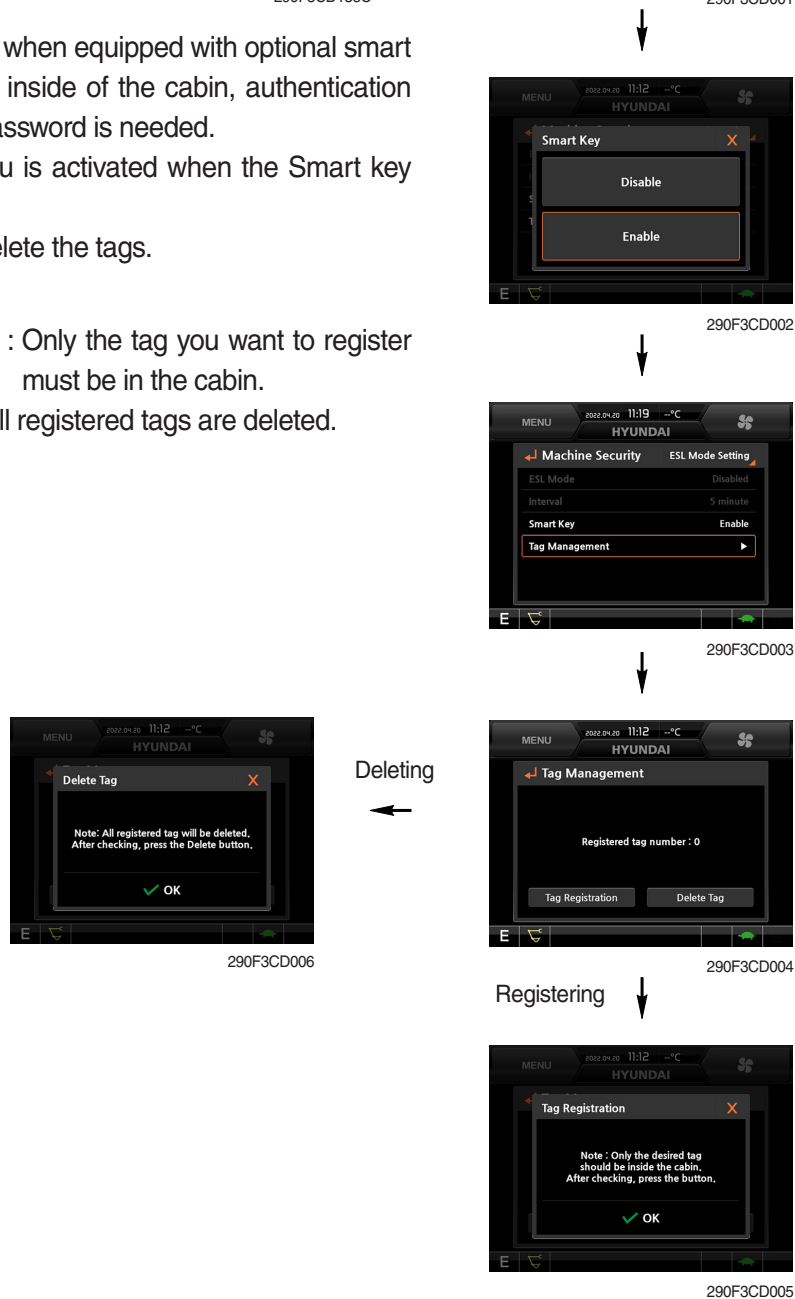 when equipped with optional smart
inside of the cabin, authentication
password is needed.
u is activated when the Smart key
elete the tags.
: Only the tag you want to register
must be in the cabin.
ll registered tags are deleted.
MENU 2022.04.20 11:12 --°C
HYUNDAI
Smart Key X
Disable
Enable
E
290F3CD002
MENU 2022.04.20 11:19 --°C
HYUNDAI
Machine Security ESL Mode Setting
ESL Mode Disabled
Interval 5 minute
Smart Key Enable
Tag Management
E
290F3CD003
MENU 2022.04.20 11:12 --°C
HYUNDAI
Tag Management
Registered tag number : 0
Tag Registration Delete Tag
E
290F3CD004
Deleting
MENU 2022.04.20 11:12 --°C
HYUNDAI
Delete Tag X
Note: All registered tag will be deleted.
After checking, press the Delete button.
OK
E
290F3CD006
Registering
MENU 2022.04.20 11:12 --°C
HYUNDAI
Tag Registration X
Note : Only the desired tag
should be inside the cabin.
After checking, press the button.
OK
E
290F3CD005